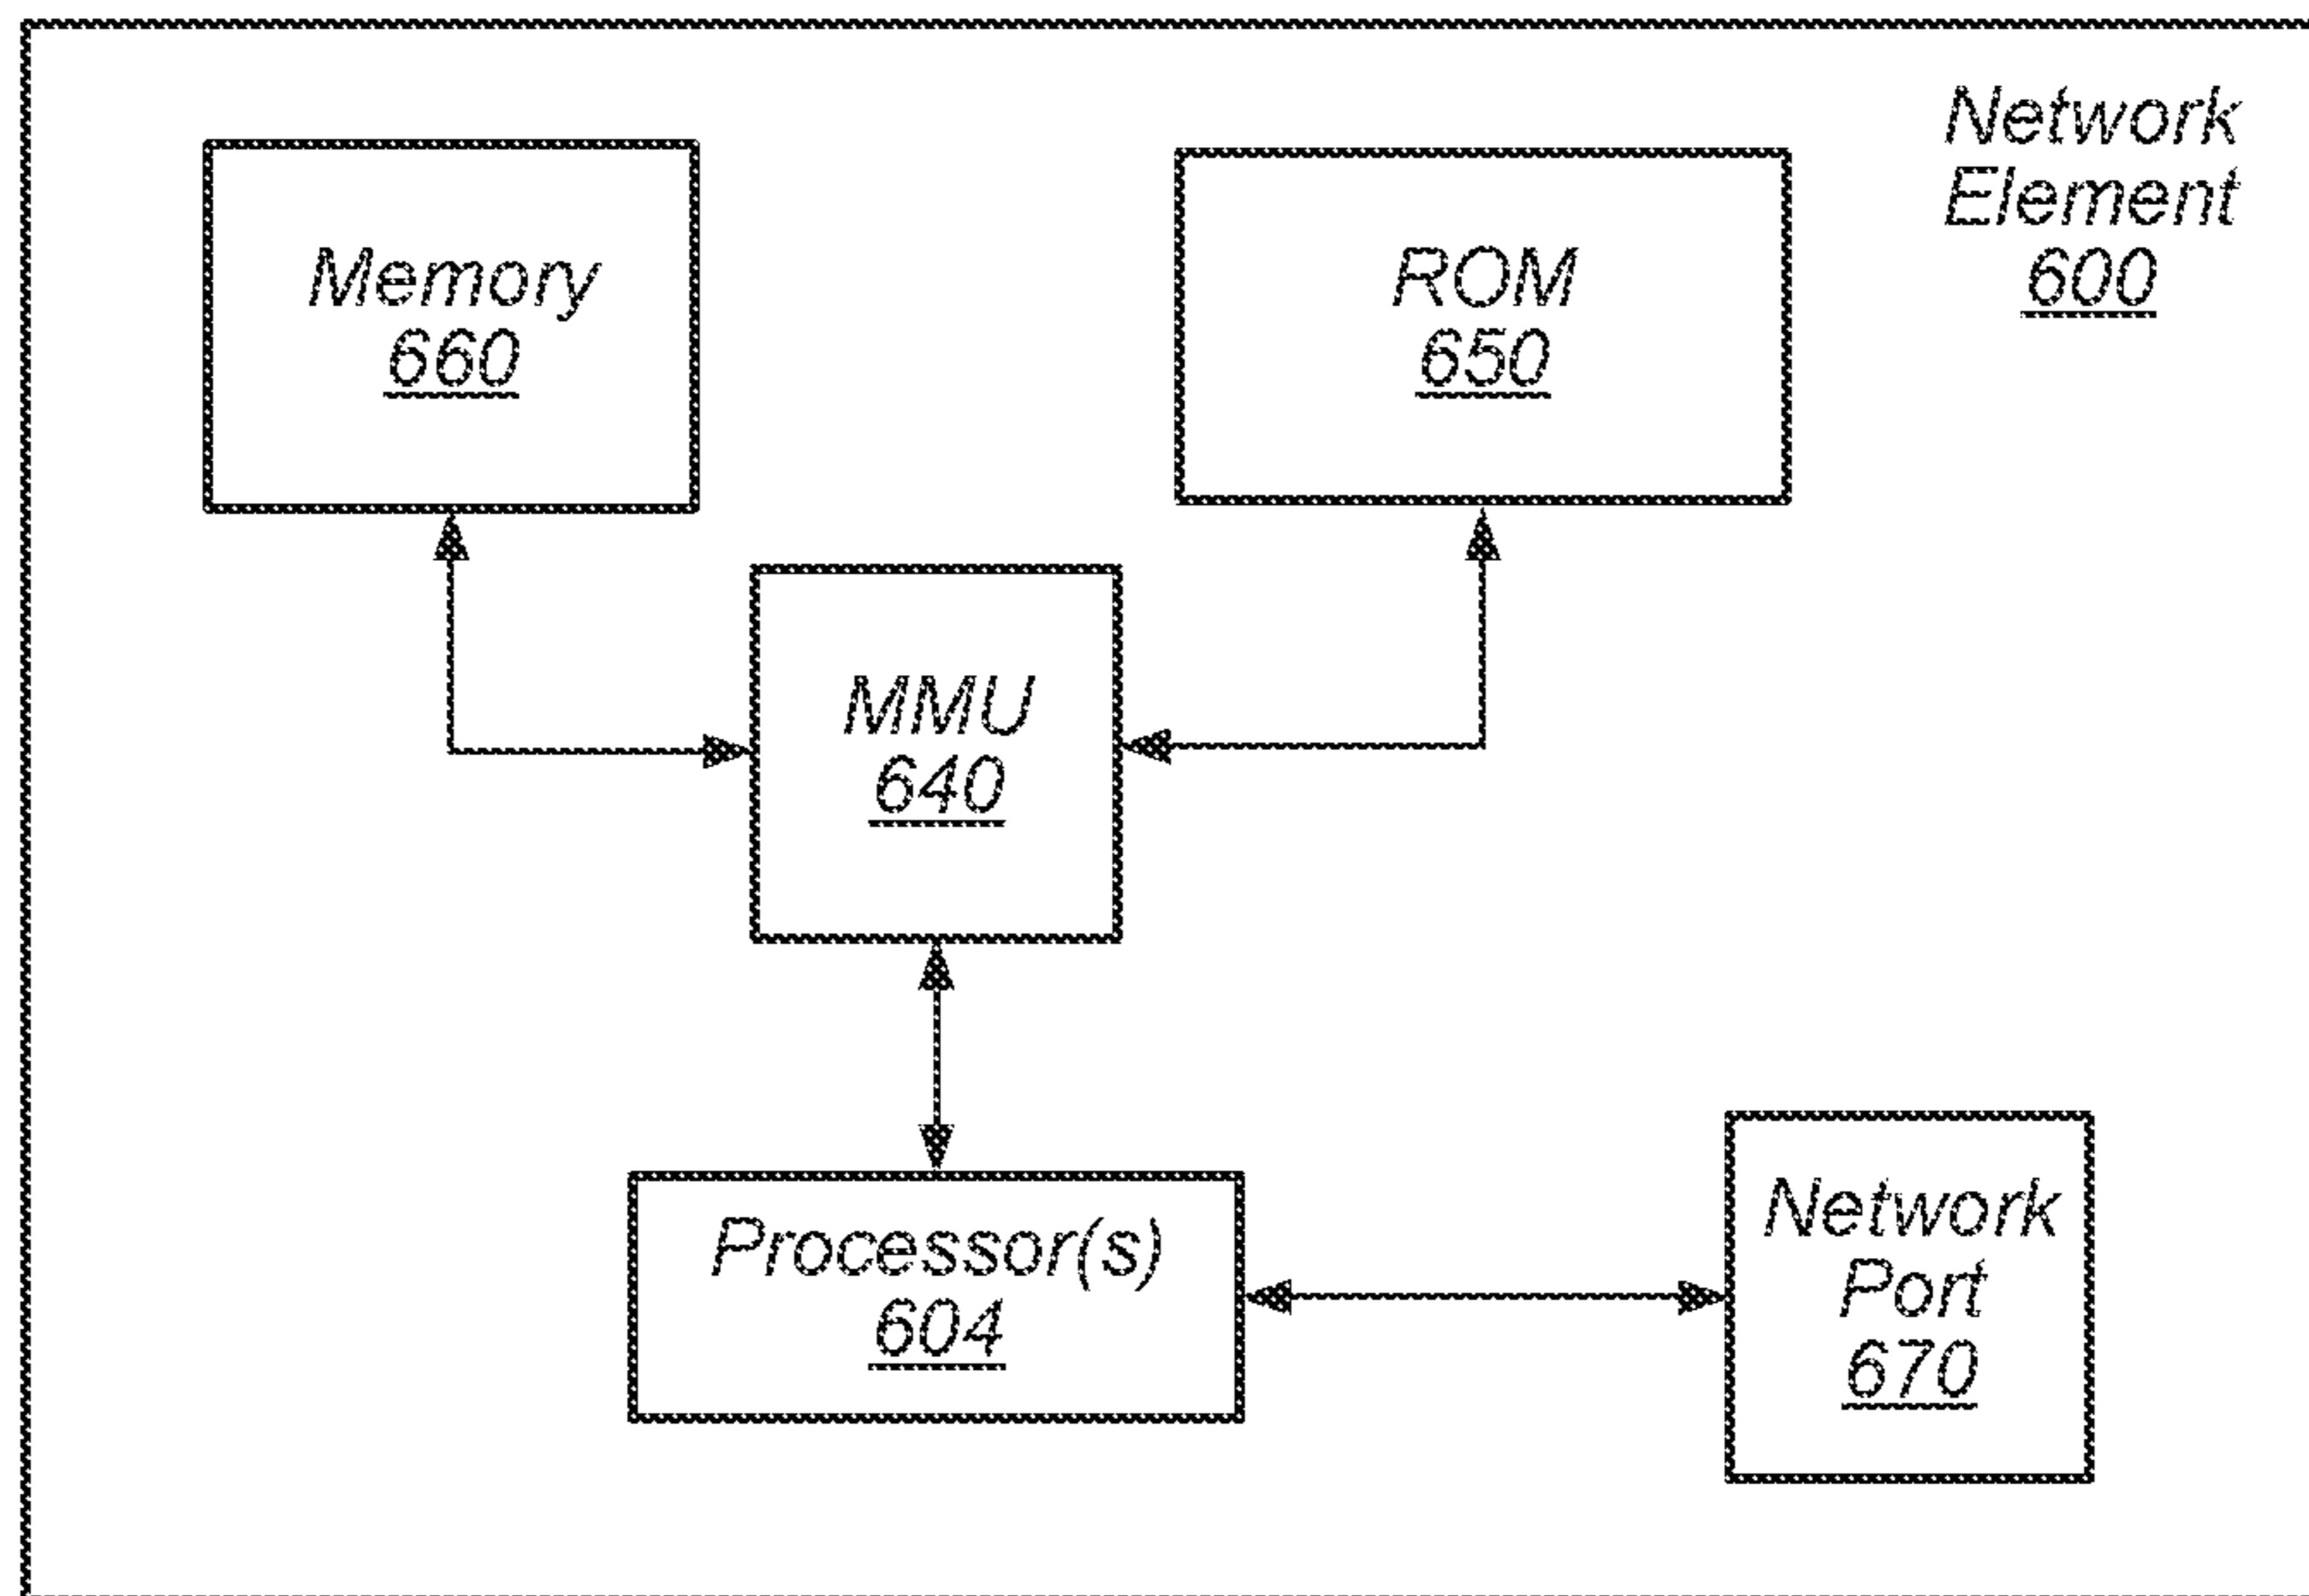 Network
Element
600
Memory
660
ROM
650
MMU
640
Processor(s)
604
Network
Port
670